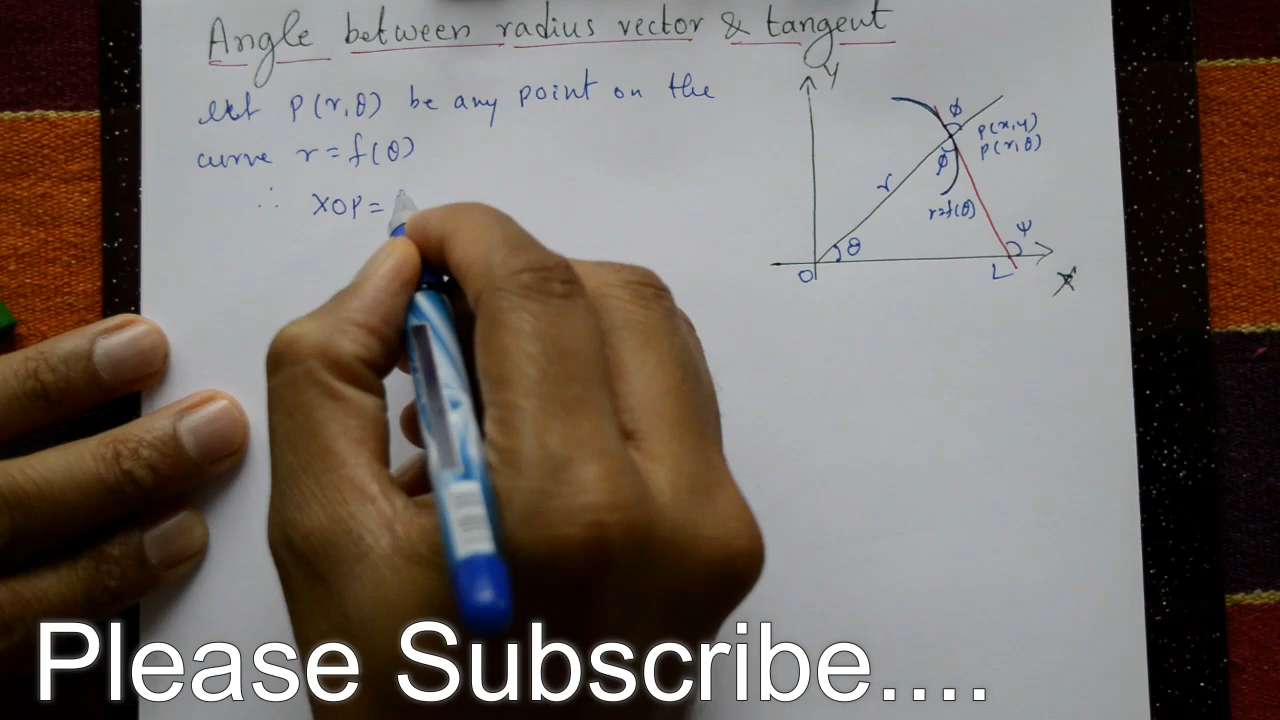 Angle between radius vector & tangent
Let P(r,θ) be any point on the
curve r=f(θ)
∴ XOP=
Y
ϕ
P(x,y)
P(r,θ)
ϕ
r
r=f(θ)
θ
ψ
O
L
X
Please Subscribe....